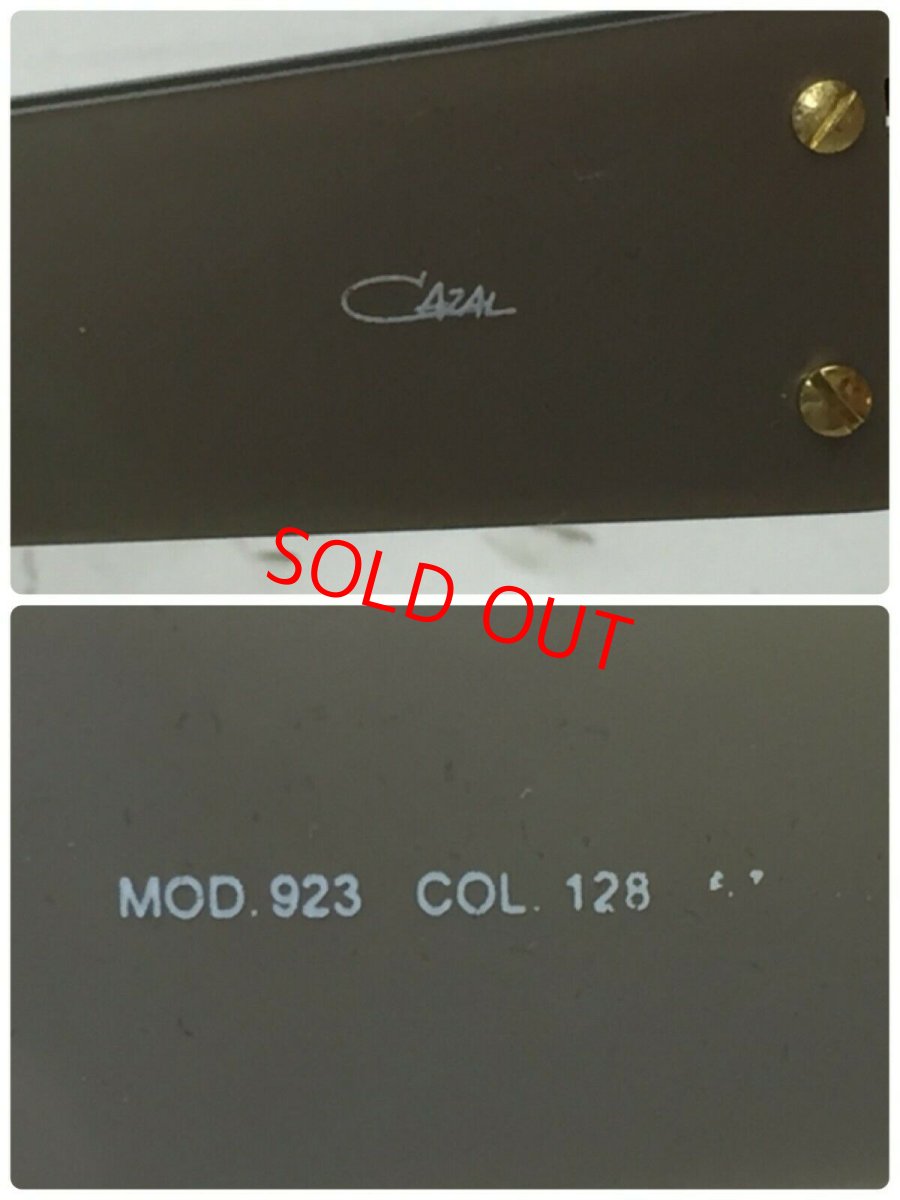 CAZAL
SOLD OUT
MOD. 923 COL. 128